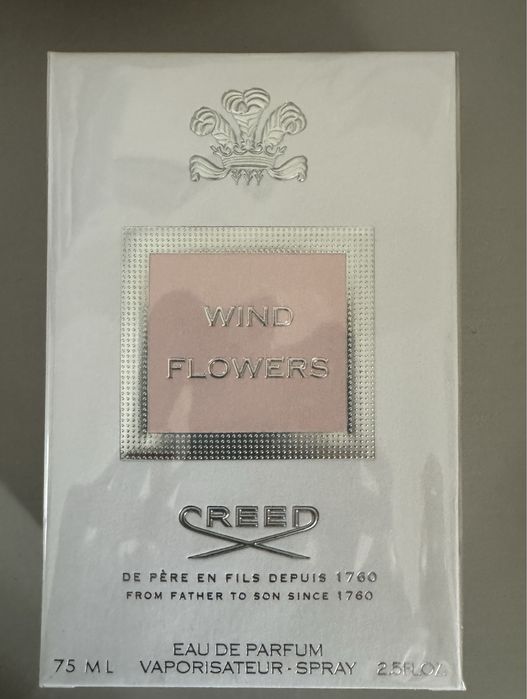 WIND
FLOWERS
CREED
DE PÈRE EN FILS DEPUIS 1760
FROM FATHER TO SON SINCE 1760
EAU DE PARFUM
75 ML VAPORISATEUR · SPRAY 2.5FL.OZ.